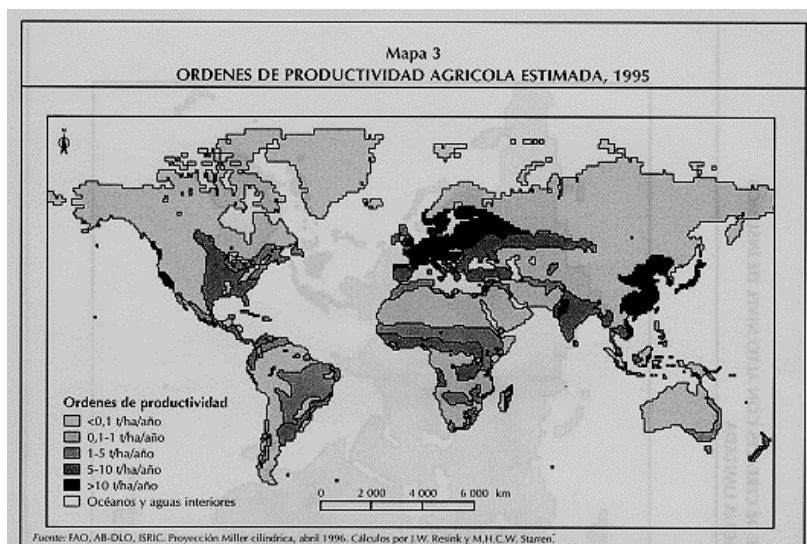 Mapa 3
ORDENES DE PRODUCTIVIDAD AGRICOLA ESTIMADA, 1995
N
Ordenes de productividad
<0,1 t/ha/año
0,1-1 t/ha/año
1-5 t/ha/año
5-10 t/ha/año
>10 t/ha/año
Océanos y aguas interiores
0 2 000 4 000 6 000 km
Fuente: FAO, AB-DLO, ISRIC. Proyección Miller cilíndrica, abril 1996. Cálculos por J.W. Resink y M.H.C.W. Starren.